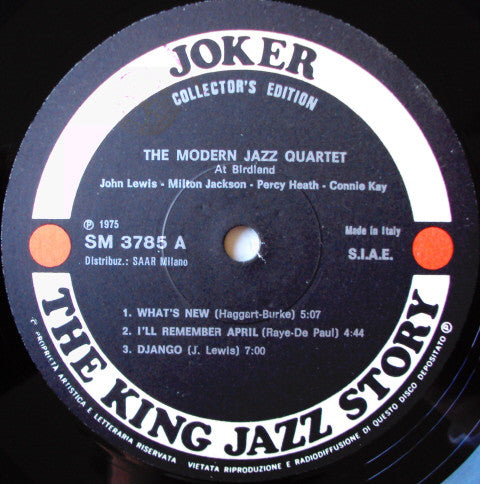 JOKER
COLLECTOR'S EDITION
THE MODERN JAZZ QUARTET
At Birdland
John Lewis - Milton Jackson - Percy Heath - Connie Kay
Ⓟ 1975
SM 3785 A
Distribuz.: SAAR Milano
Made in Italy
S.I.A.E.
1. WHAT'S NEW (Haggart-Burke) 5:07
2. I'LL REMEMBER APRIL (Raye-De Paul) 4:44
3. DJANGO (J. Lewis) 7:00
THE KING JAZZ STORY
PROPRIETA ARTISTICA E LETTERARIA RISERVATA VIETATA RIPRODUZIONE E RADIODIFFUSIONE DI QUESTO DISCO DEPOSITATO Ⓟ